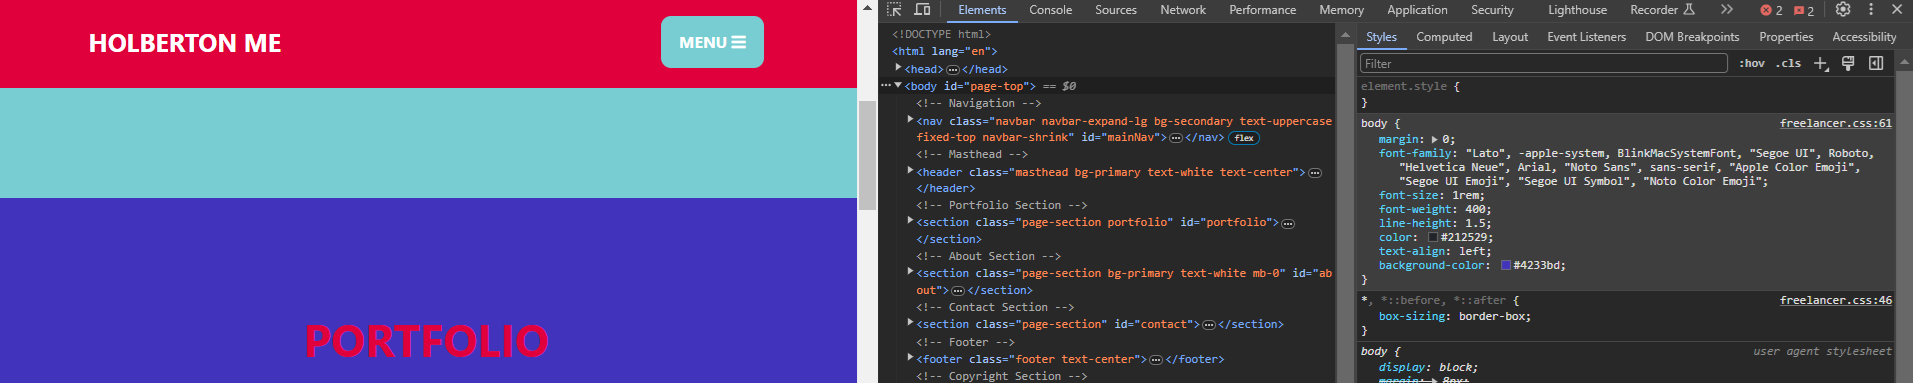 HOLBERTON ME
MENU
PORTFOLIO
Elements Console Sources Network Performance Memory Application Security Lighthouse Recorder 2 2
<!DOCTYPE html>
<html lang="en">
<head> ··· </head>
··· <body id="page-top"> == $0
<!-- Navigation -->
<nav class="navbar navbar-expand-lg bg-secondary text-uppercase
fixed-top navbar-shrink" id="mainNav"> ··· </nav> flex
<!-- Masthead -->
<header class="masthead bg-primary text-white text-center"> ···
</header>
<!-- Portfolio Section -->
<section class="page-section portfolio" id="portfolio"> ···
</section>
<!-- About Section -->
<section class="page-section bg-primary text-white mb-0" id="ab
out"> ··· </section>
<!-- Contact Section -->
<section class="page-section" id="contact"> ··· </section>
<!-- Footer -->
<footer class="footer text-center"> ··· </footer>
<!-- Copyright Section -->
Styles Computed Layout Event Listeners DOM Breakpoints Properties Accessibility
Filter :hov .cls
element.style {
}
body { freelancer.css:61
margin: 0;
font-family: "Lato", -apple-system, BlinkMacSystemFont, "Segoe UI", Roboto,
"Helvetica Neue", Arial, "Noto Sans", sans-serif, "Apple Color Emoji",
"Segoe UI Emoji", "Segoe UI Symbol", "Noto Color Emoji";
font-size: 1rem;
font-weight: 400;
line-height: 1.5;
color: #212529;
text-align: left;
background-color: #4233bd;
}
*, *::before, *::after { freelancer.css:46
box-sizing: border-box;
}
body { user agent stylesheet
display: block;
margin: 8px;